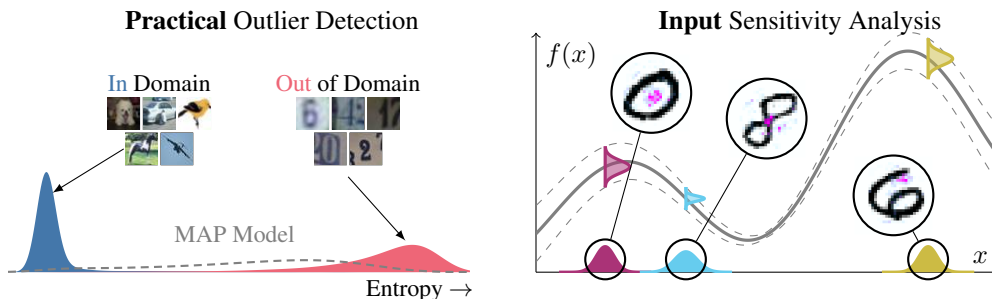 Practical Outlier Detection
In Domain
Out of Domain
MAP Model
Entropy →
Input Sensitivity Analysis
f(x)
x